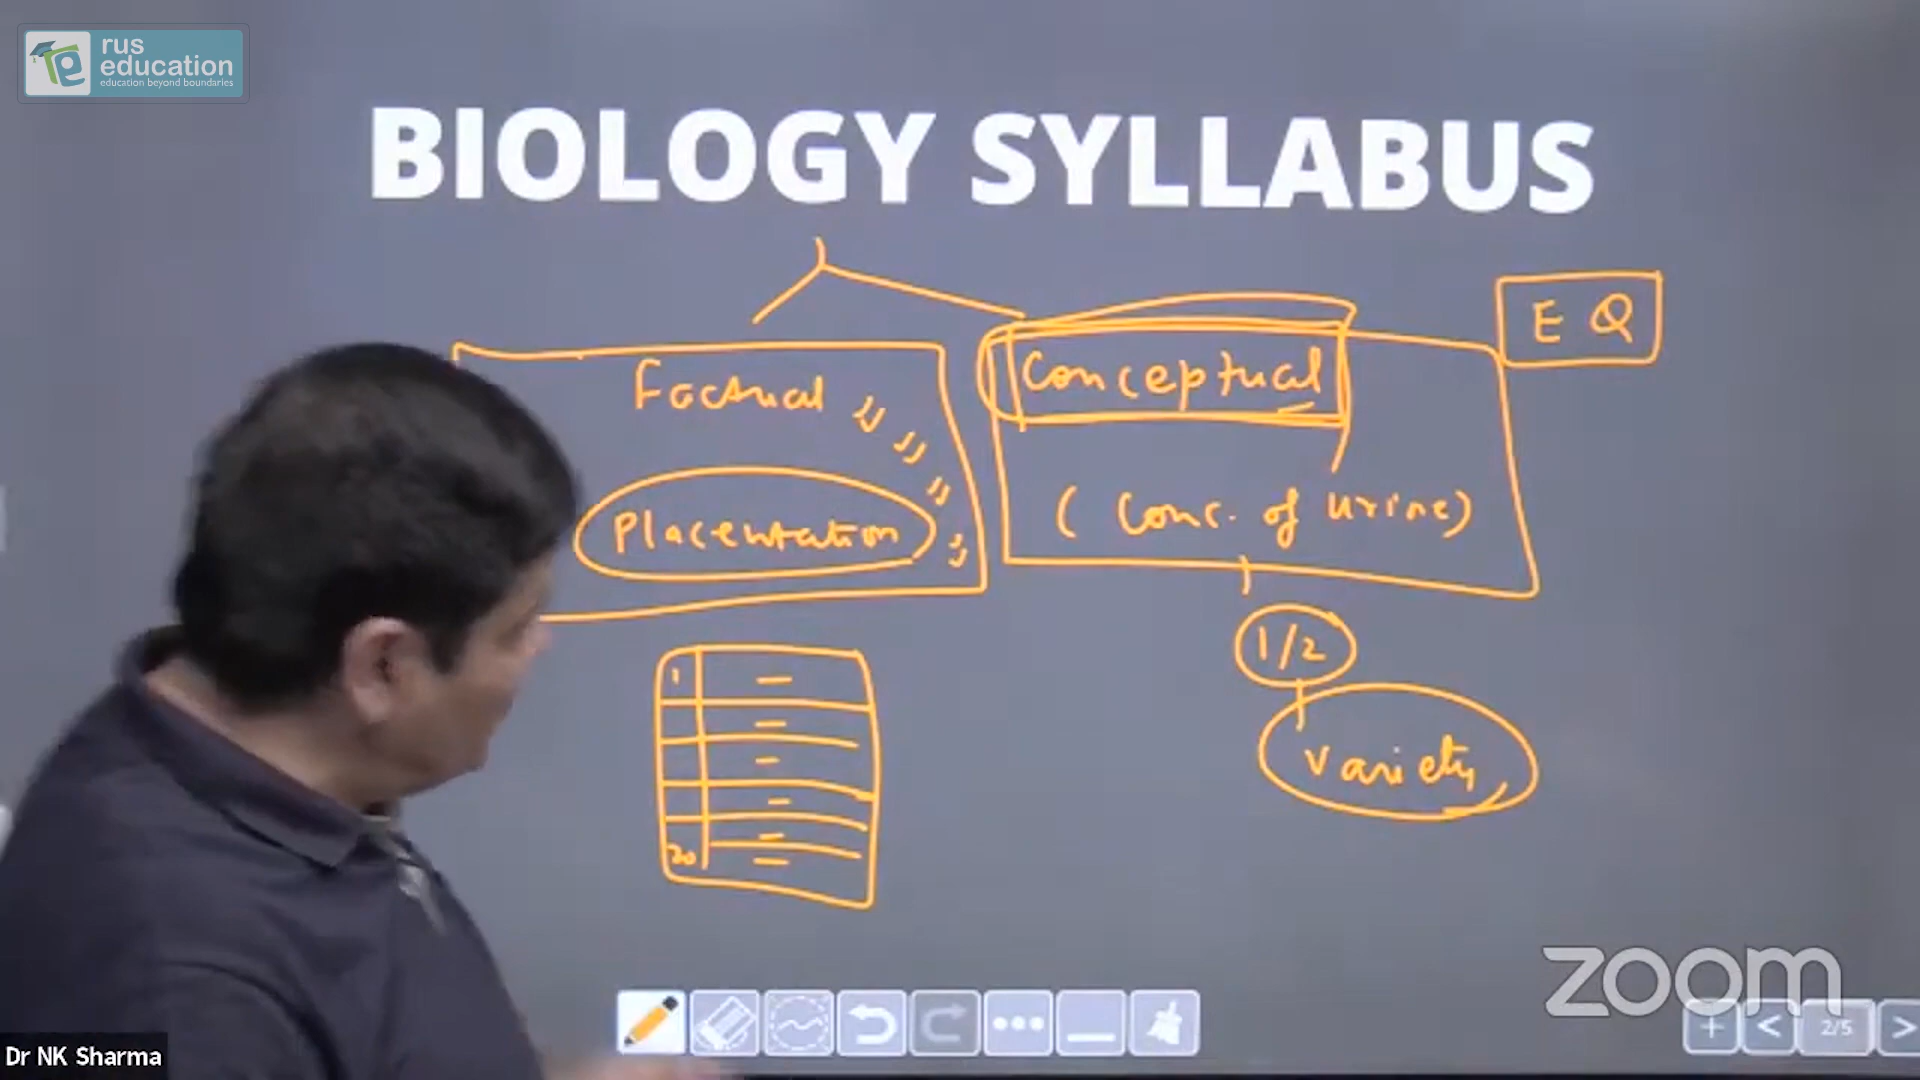 rus
education
education beyond boundaries
BIOLOGY SYLLABUS
E Q
Factual
Conceptual
Placentation
( Conc. of urine)
1/2
1
variety
20
zoom
2/5
Dr NK Sharma